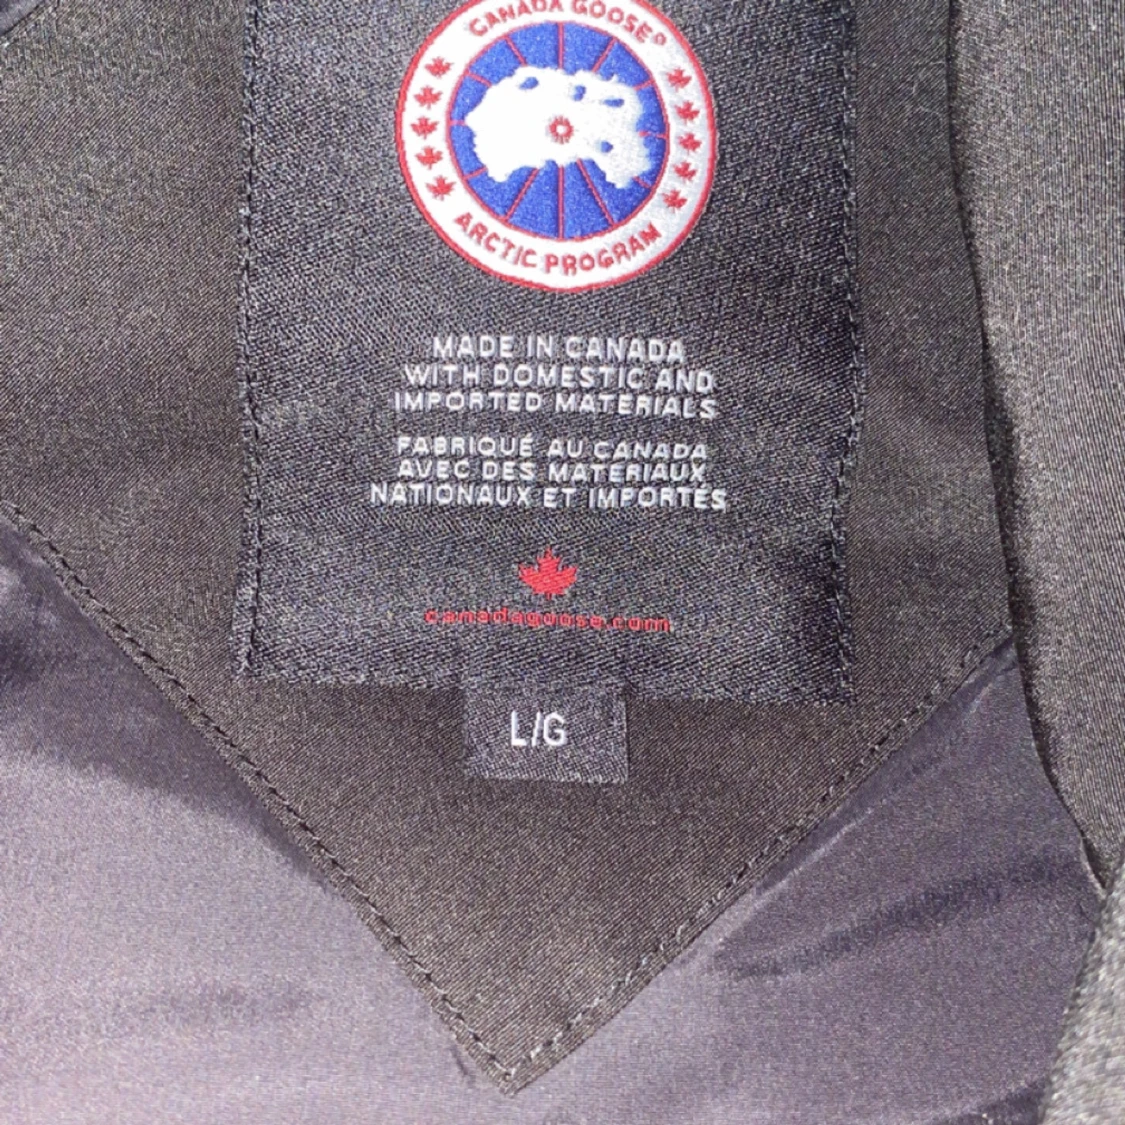 CANADA GOOSE®
ARCTIC PROGRAM
MADE IN CANADA
WITH DOMESTIC AND
IMPORTED MATERIALS
FABRIQUÉ AU CANADA
AVEC DES MATERIAUX
NATIONAUX ET IMPORTÉS
canadagoose.com
L/G